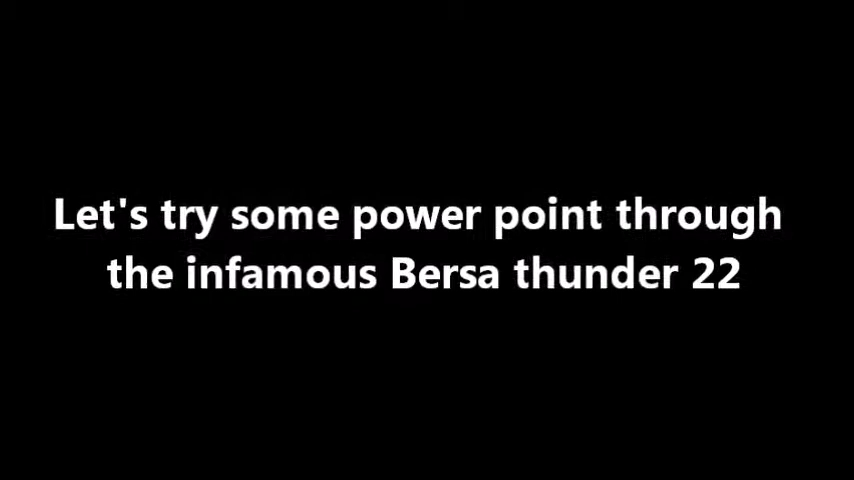 Let's try some power point through
the infamous Bersa thunder 22